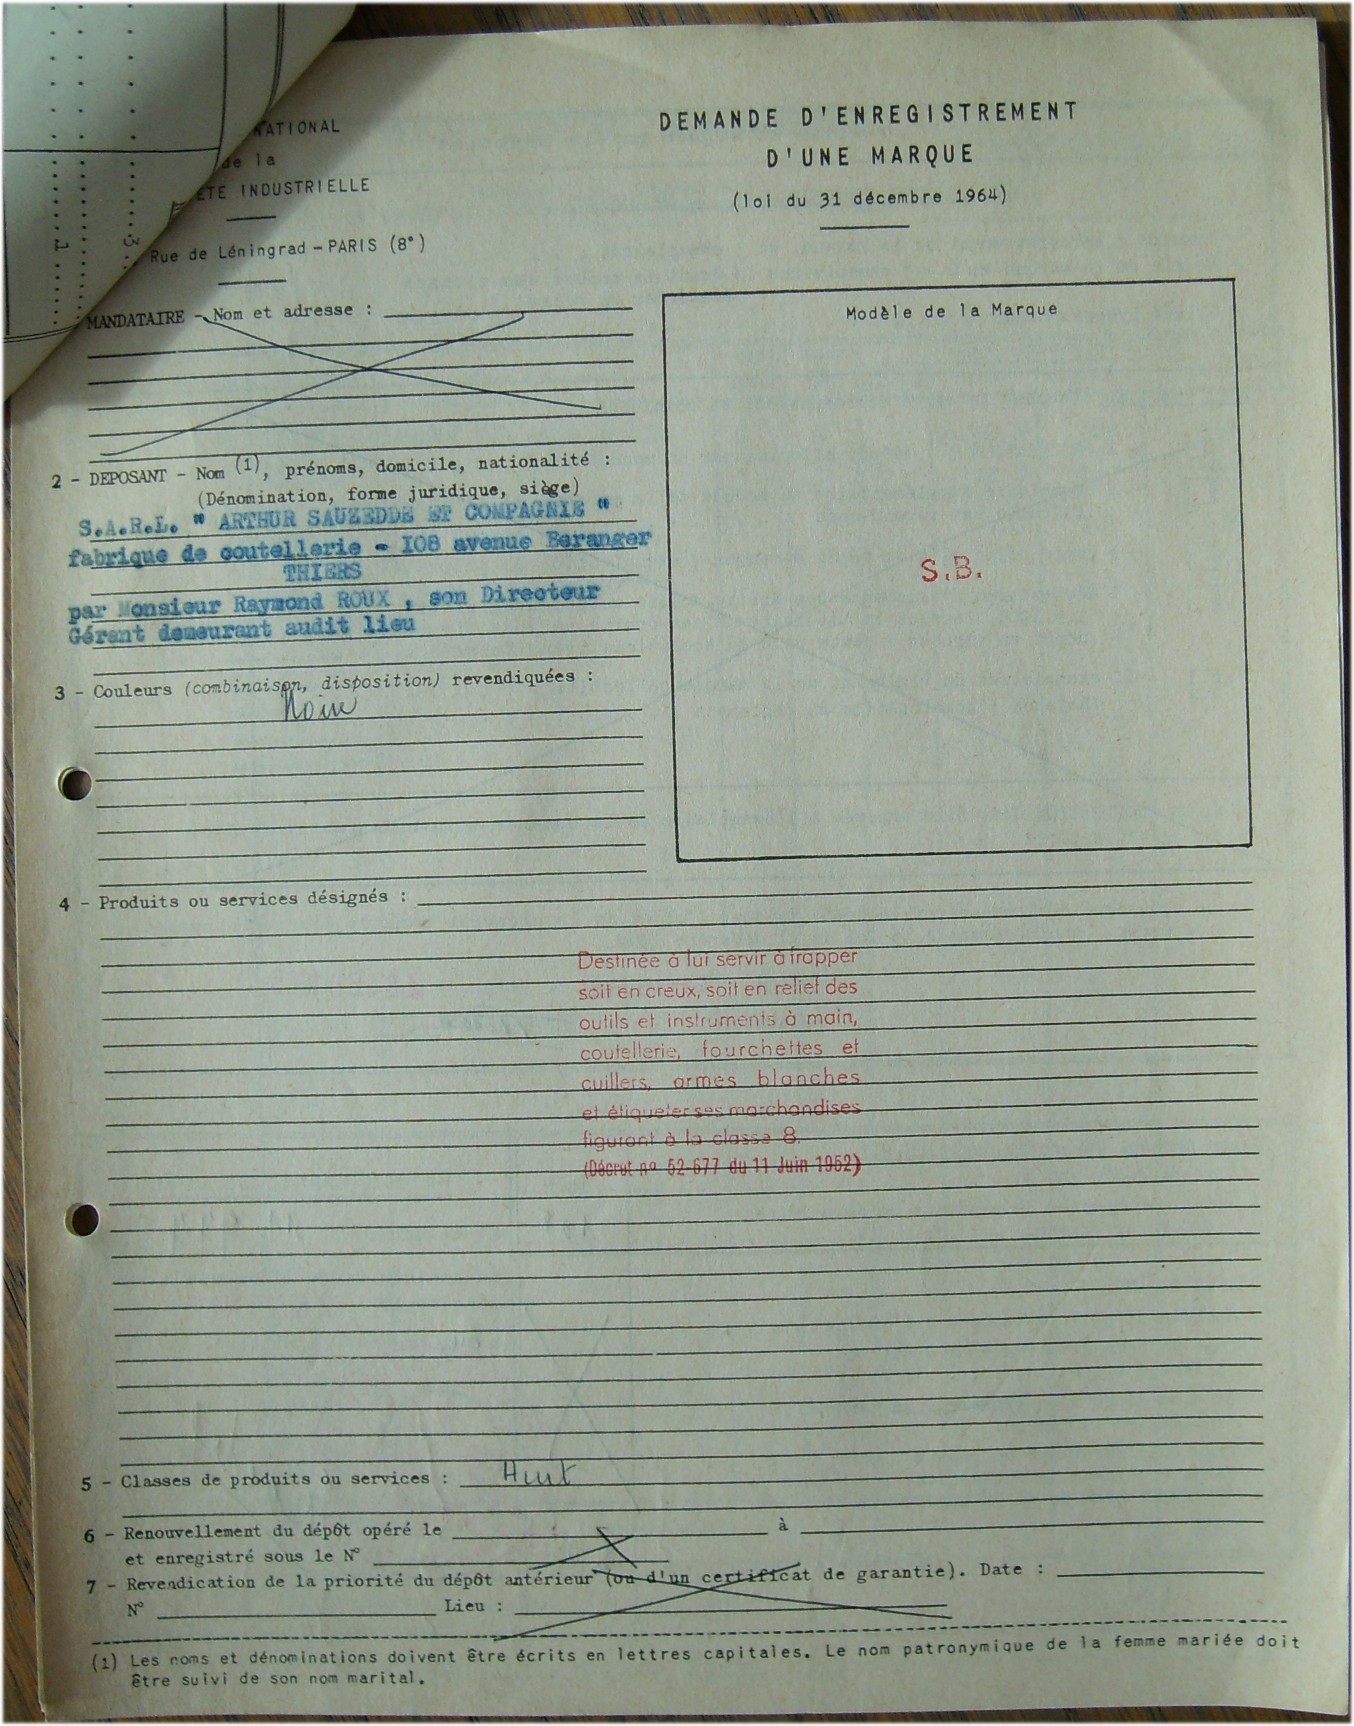 NATIONAL
de la
ÉTÉ INDUSTRIELLE
Rue de Léningrad – PARIS (8°)
DEMANDE D'ENREGISTREMENT
D'UNE MARQUE
(loi du 31 décembre 1964)
MANDATAIRE – Nom et adresse :
Modèle de la Marque
S.B.
2 – DEPOSANT – Nom (1), prénoms, domicile, nationalité :
(Dénomination, forme juridique, siège)
S.A.R.L. " ARTHUR SAUZEDDE ET COMPAGNIE "
fabrique de coutellerie - I08 avenue Beranger
THIERS
par Monsieur Raymond ROUX , son Directeur
Gérant demeurant audit lieu
3 – Couleurs (combinaison, disposition) revendiquées :
Noire
4 – Produits ou services désignés :
Destinée à lui servir à frapper
soit en creux, soit en relief des
outils et instruments à main,
coutellerie, fourchettes et
cuillers, armes blanches
et étiqueter ses marchandises
figurant à la classe 8.
(Décret nº 52-677 du 11 Juin 1952)
5 – Classes de produits ou services : Huit
6 – Renouvellement du dépôt opéré le à
et enregistré sous le N°
7 – Revendication de la priorité du dépôt antérieur (ou d'un certificat de garantie). Date :
N° Lieu :
(1) Les noms et dénominations doivent être écrits en lettres capitales. Le nom patronymique de la femme mariée doit
être suivi de son nom marital.